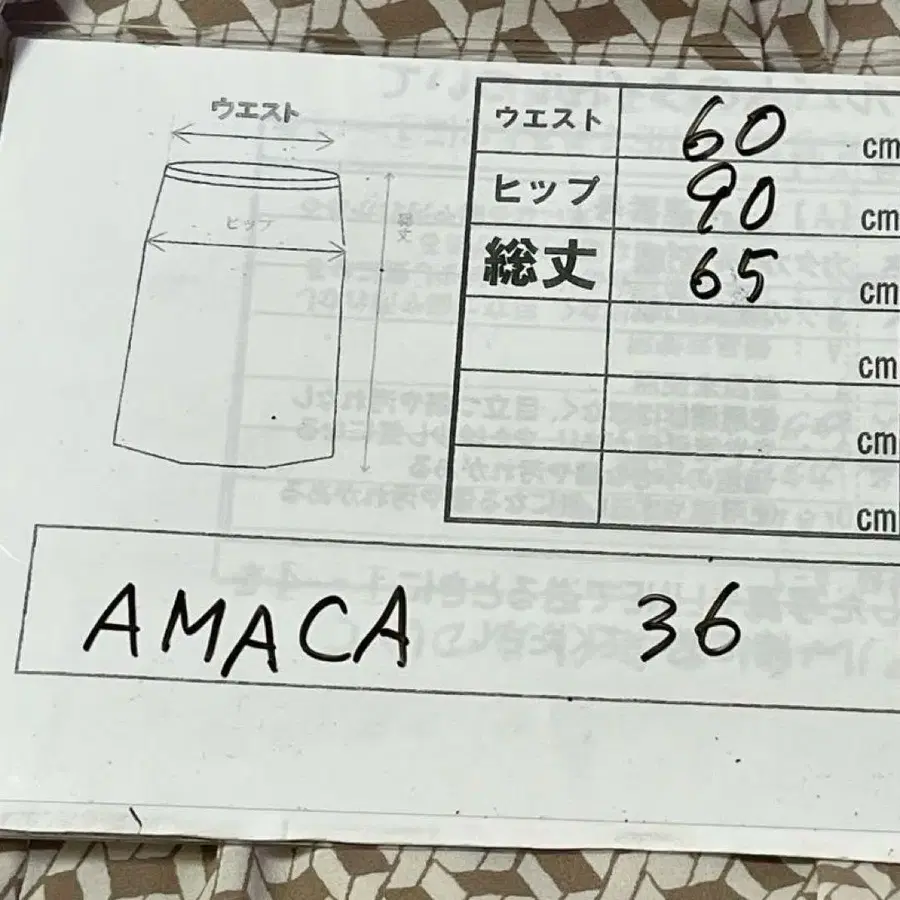 ウエスト
ヒップ
総丈
ウエスト 60 cm
ヒップ 90 cm
総丈 65 cm
cm
cm
cm
AMACA 36